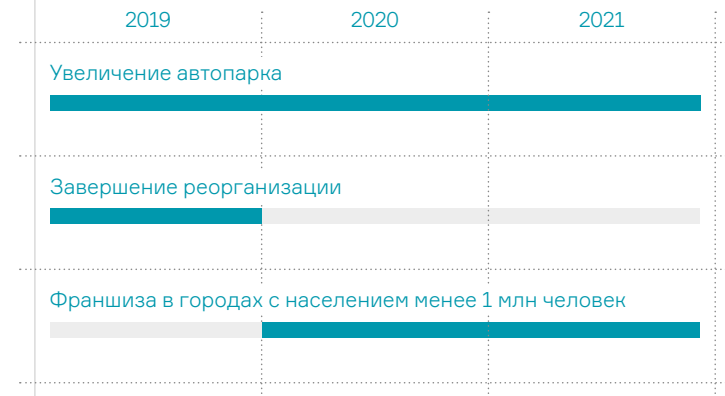 2019 2020 2021
Увеличение автопарка
Завершение реорганизации
Франшиза в городах с населением менее 1 млн человек